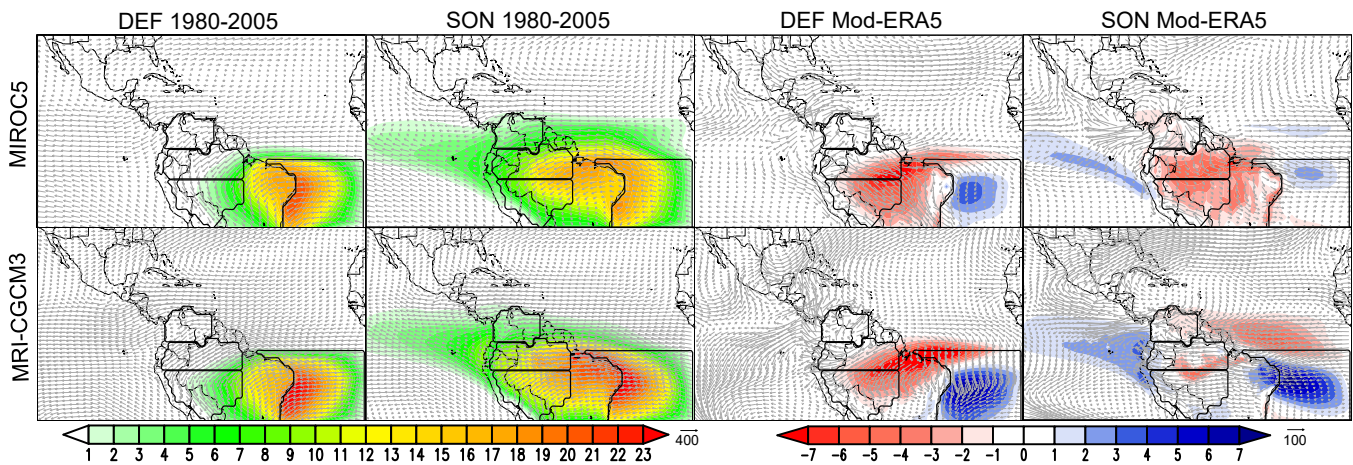 DEF 1980-2005 SON 1980-2005 DEF Mod-ERA5 SON Mod-ERA5
MIROC5
MRI-CGCM3
1 2 3 4 5 6 7 8 9 10 11 12 13 14 15 16 17 18 19 20 21 22 23 400 -7 -6 -5 -4 -3 -2 -1 0 1 2 3 4 5 6 7 100